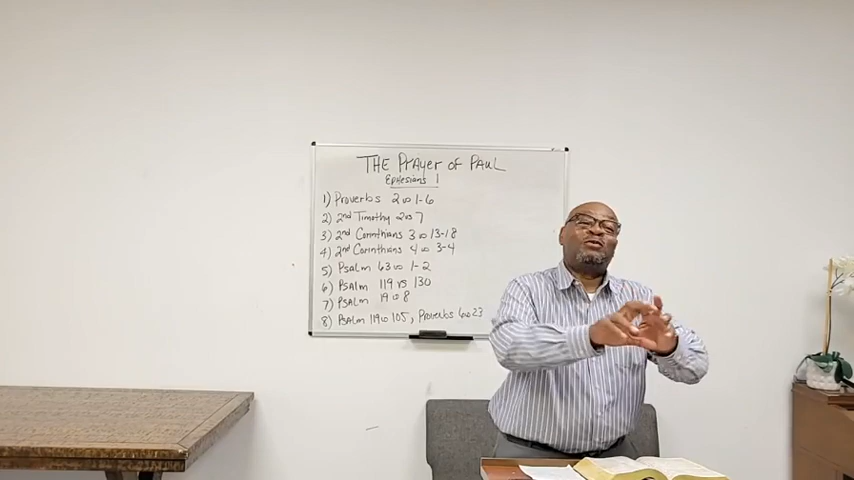 THE PrAyer of PAUL
Ephesians 1
1) Proverbs 2 vs 1-6
2) 2nd Timothy 2 vs 7
3) 2nd Corinthians 3 vs 13-18
4) 2nd Corinthians 4 vs 3-4
5) Psalm 63 vs 1-2
6) Psalm 119 vs 130
7) Psalm 19 vs 8
8) Psalm 119 vs 105, Proverbs 6 vs 23